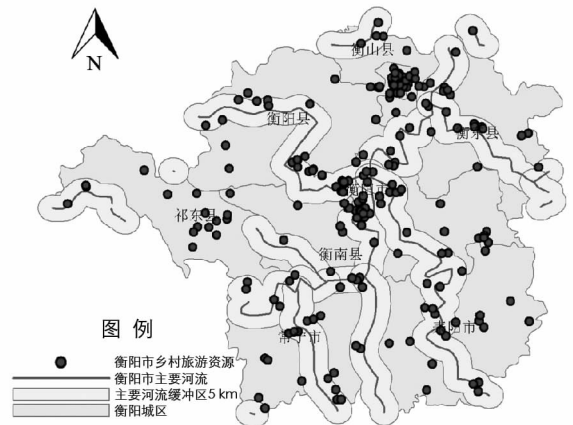 N
衡山县
衡阳县
衡东县
衡阳市
祁东县
衡南县
常宁市
耒阳市
图 例
衡阳市乡村旅游资源
衡阳市主要河流
主要河流缓冲区5 km
衡阳城区